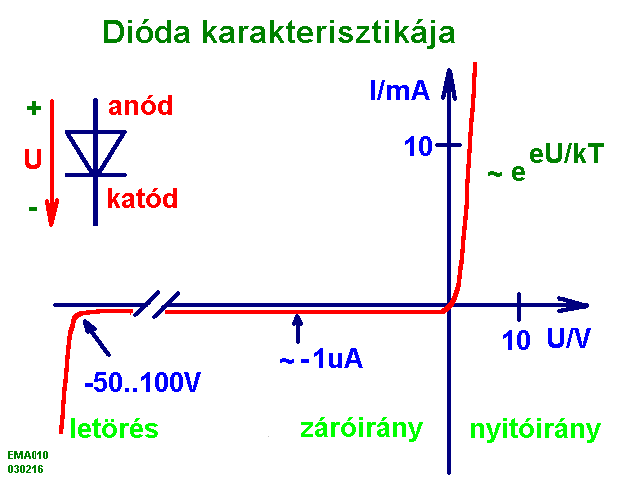 Dióda karakterisztikája
+
anód
U
-
katód
I/mA
10
~ e eU/kT
10
U/V
-50..100V
~ -1uA
letörés
záróirány
nyitóirány
EMA010
030216